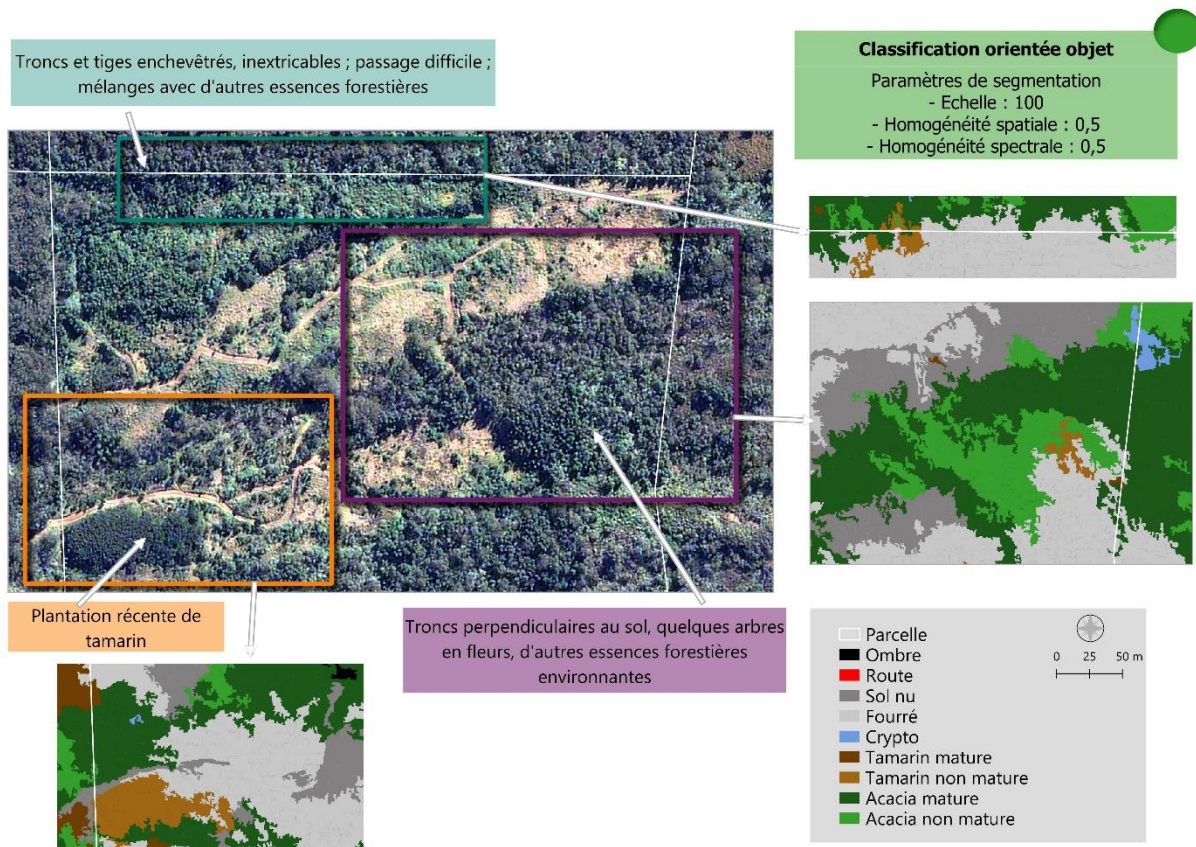 Troncs et tiges enchevêtrés, inextricables ; passage difficile ;
mélanges avec d'autres essences forestières
Classification orientée objet
Paramètres de segmentation
- Echelle : 100
- Homogénéité spatiale : 0,5
- Homogénéité spectrale : 0,5
Plantation récente de
tamarin
Troncs perpendiculaires au sol, quelques arbres
en fleurs, d'autres essences forestières
environnantes
Parcelle
Ombre
Route
Sol nu
Fourré
Crypto
Tamarin mature
Tamarin non mature
Acacia mature
Acacia non mature
0 25 50 m